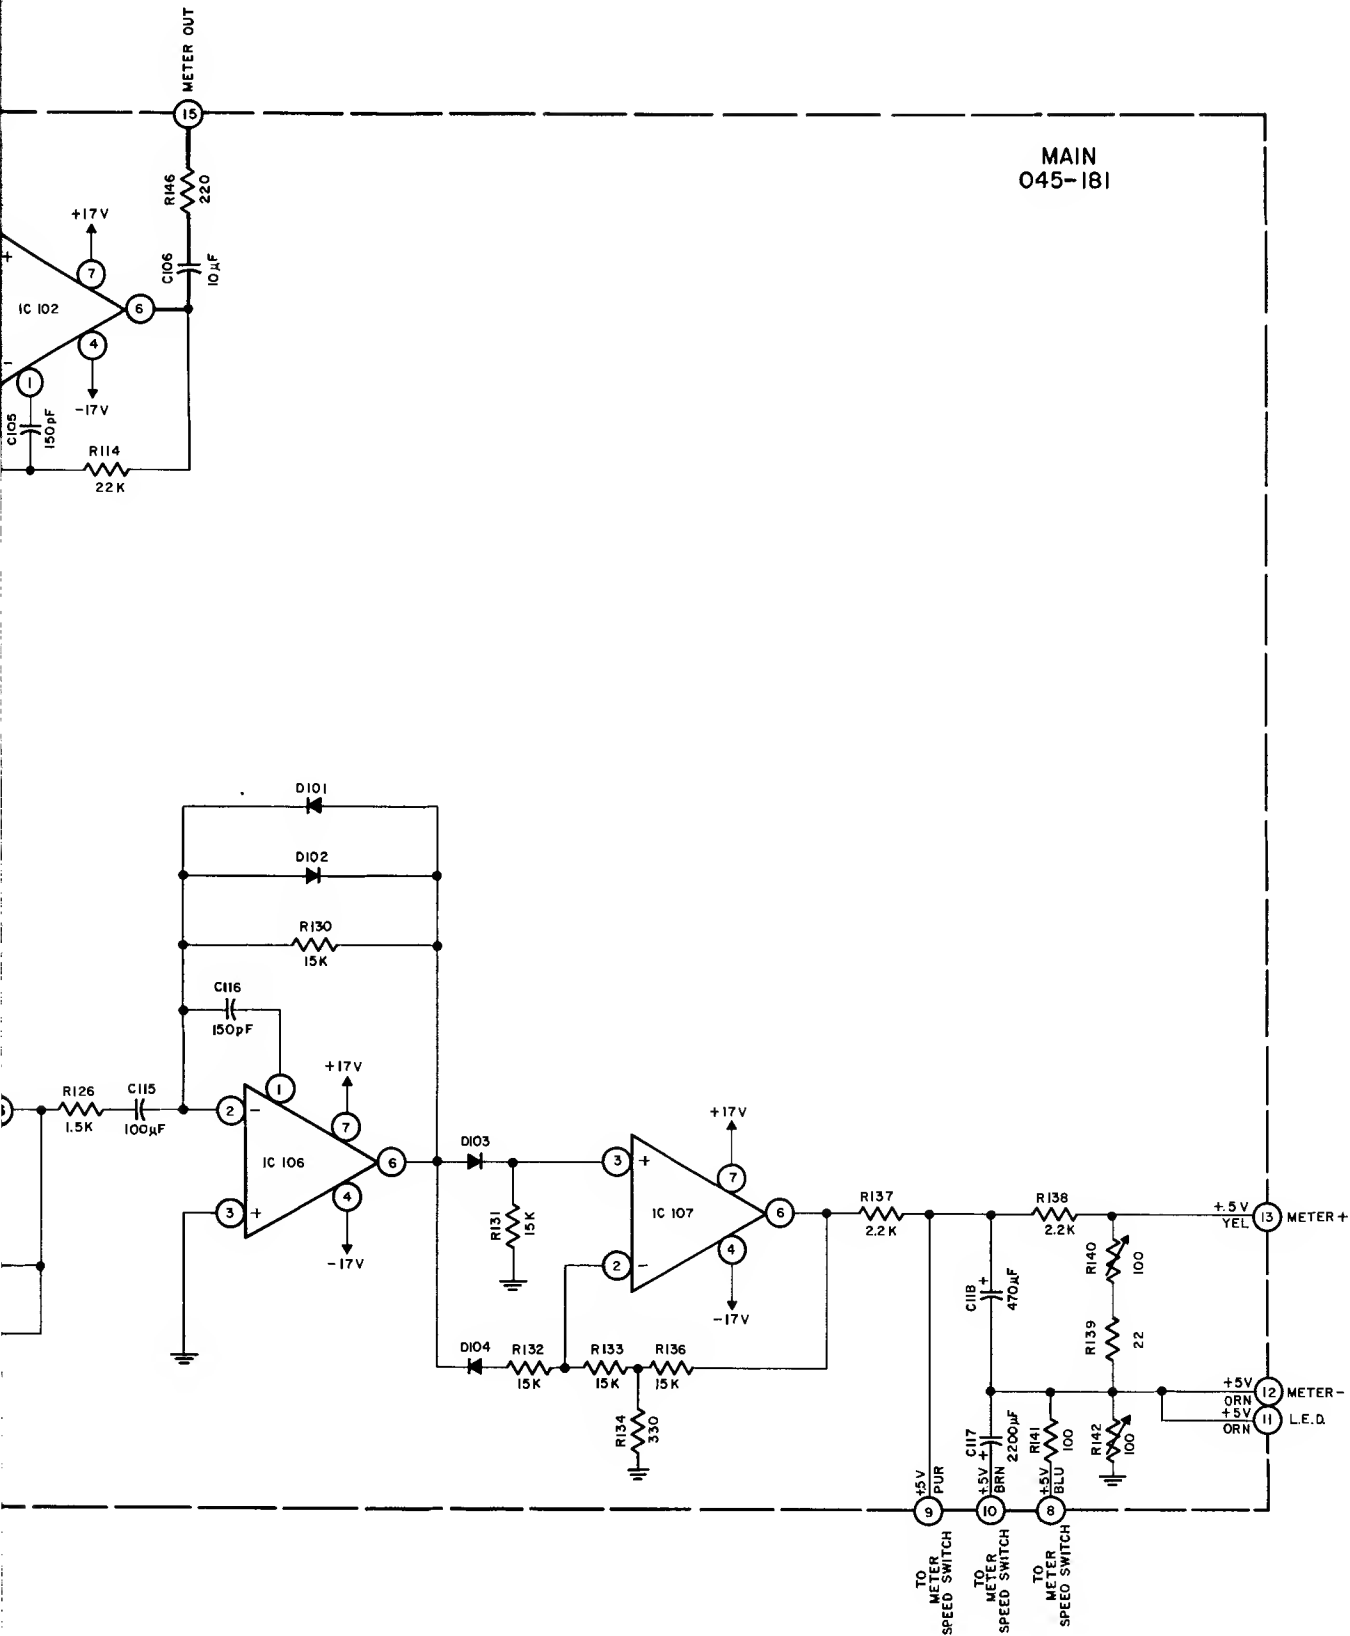 METER OUT
15
MAIN
045-181
R146
220
+17V
C106
10µF
7
+
IC 102
6
4
-
1
-17V
C105
150pF
R114
22K
D101
D102
R130
15K
C116
150pF
+17V
1
R126
1.5K
C115
100µF
2
-
7
IC 106
6
4
3
+
-17V
D103
R131
15K
+17V
3
+
7
IC 107
6
4
2
-
-17V
R137
2.2K
R138
2.2K
+.5V
YEL
13
METER+
R140
100
C118
+
470µF
R139
22
D104
R132
15K
R133
15K
R136
15K
R134
330
+5V
ORN
12
METER-
+5V
ORN
11
L.E.D.
C117
+
2200µF
R141
100
R142
100
+.5V
PUR
+.5V
BRN
+.5V
BLU
9
10
8
TO
METER
SPEED SWITCH
TO
METER
SPEED SWITCH
TO
METER
SPEED SWITCH